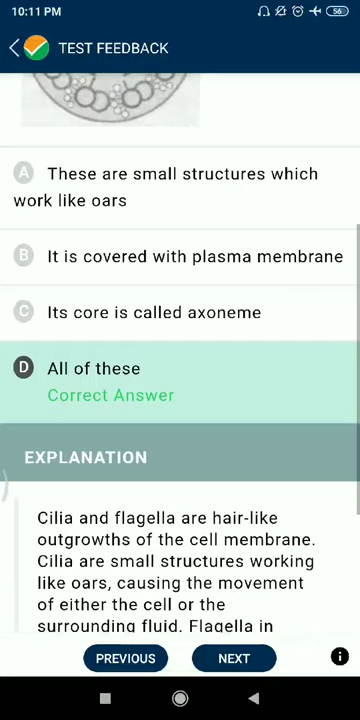 10:11 PM 56
TEST FEEDBACK
A These are small structures which
work like oars
B It is covered with plasma membrane
C Its core is called axoneme
D All of these
Correct Answer
EXPLANATION
Cilia and flagella are hair-like
outgrowths of the cell membrane.
Cilia are small structures working
like oars, causing the movement
of either the cell or the
surrounding fluid. Flagella in
PREVIOUS NEXT i